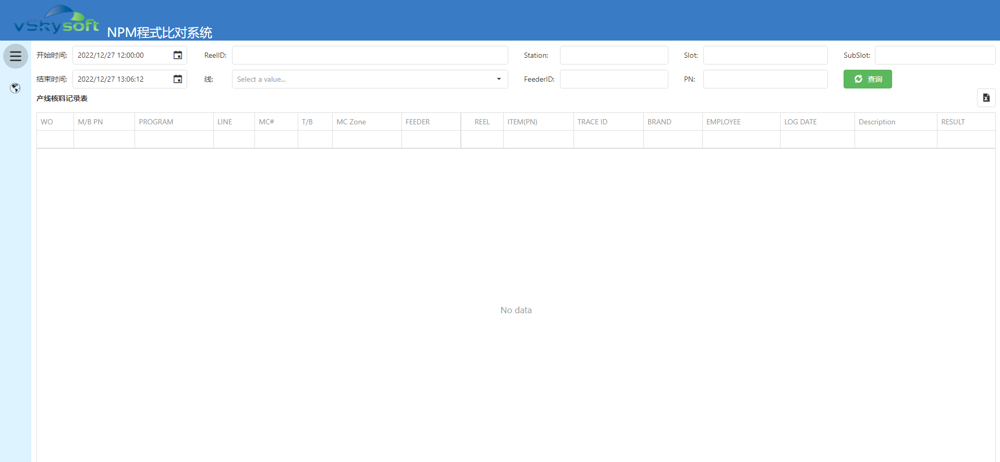 vSkysoft NPM程式比对系统
开始时间: 2022/12/27 12:00:00 ReelID: Station: Slot: SubSlot:
结束时间: 2022/12/27 13:06:12 线: Select a value... FeederID: PN: 查询
产线核料记录表
WO M/B PN PROGRAM LINE MC# T/B MC Zone FEEDER REEL ITEM(PN) TRACE ID BRAND EMPLOYEE LOG DATE Description RESULT
No data